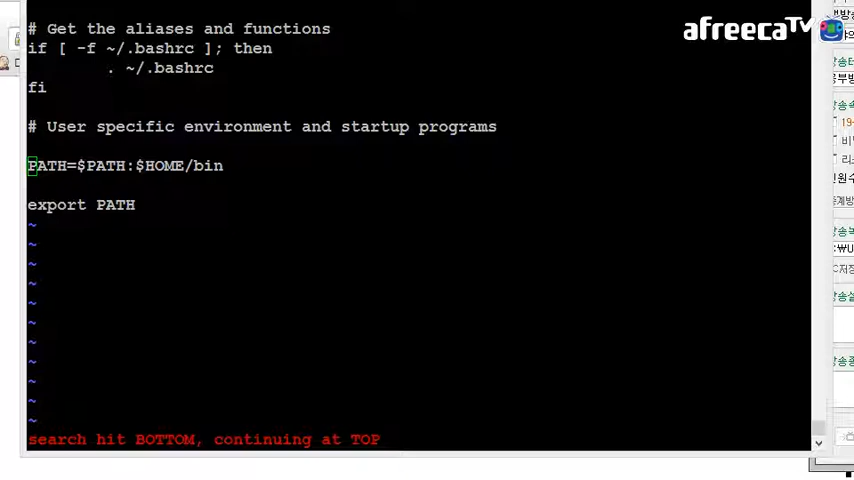 # Get the aliases and functions
if [ -f ~/.bashrc ]; then
. ~/.bashrc
fi
# User specific environment and startup programs
PATH=$PATH:$HOME/bin
export PATH
~
~
~
~
~
~
~
~
~
~
~
search hit BOTTOM, continuing at TOP
afreecaTV
19-